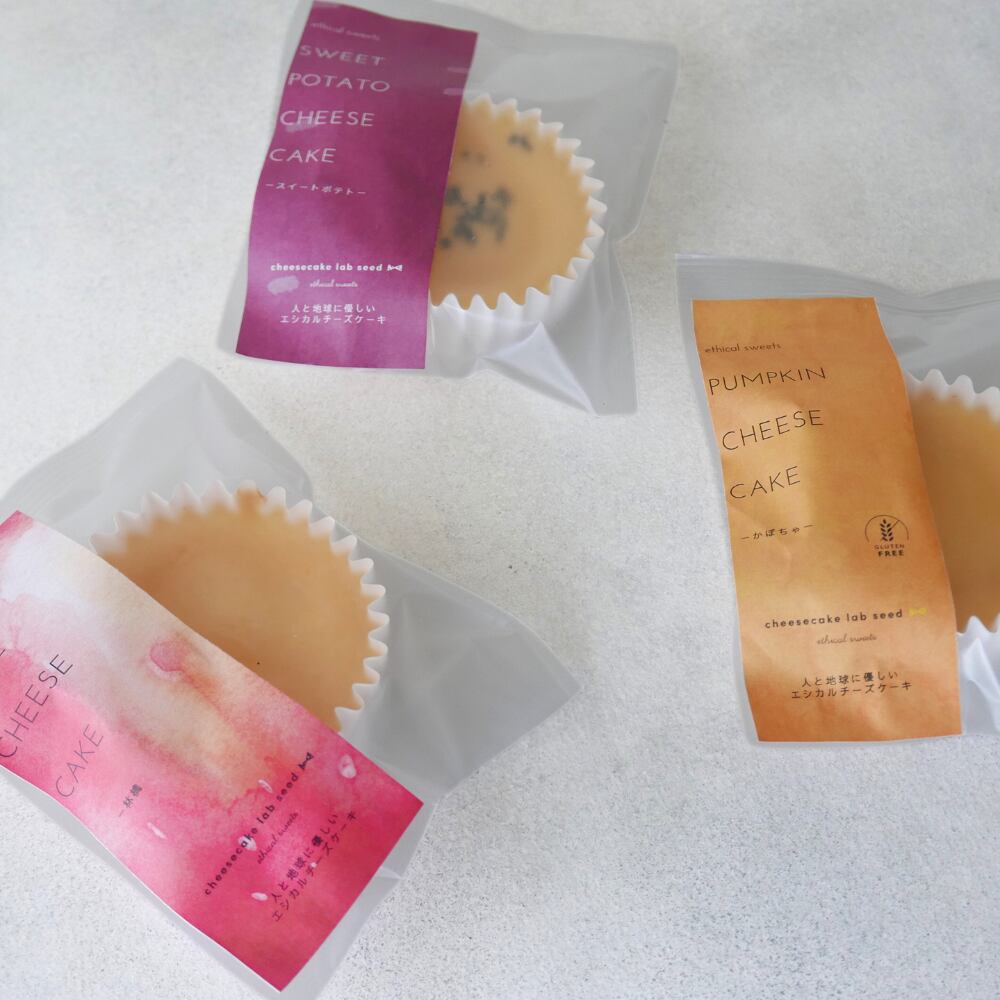 ethical sweets
SWEET
POTATO
CHEESE
CAKE
－スイートポテト－
cheesecake lab seed
ethical sweets
人と地球に優しい
エシカルチーズケーキ
ethical sweets
PUMPKIN
CHEESE
CAKE
－かぼちゃ－
GLUTEN
FREE
cheesecake lab seed
ethical sweets
人と地球に優しい
エシカルチーズケーキ
CHEESE
CAKE
－林檎
cheesecake lab seed
ethical sweets
人と地球に優しい
エシカルチーズケーキ